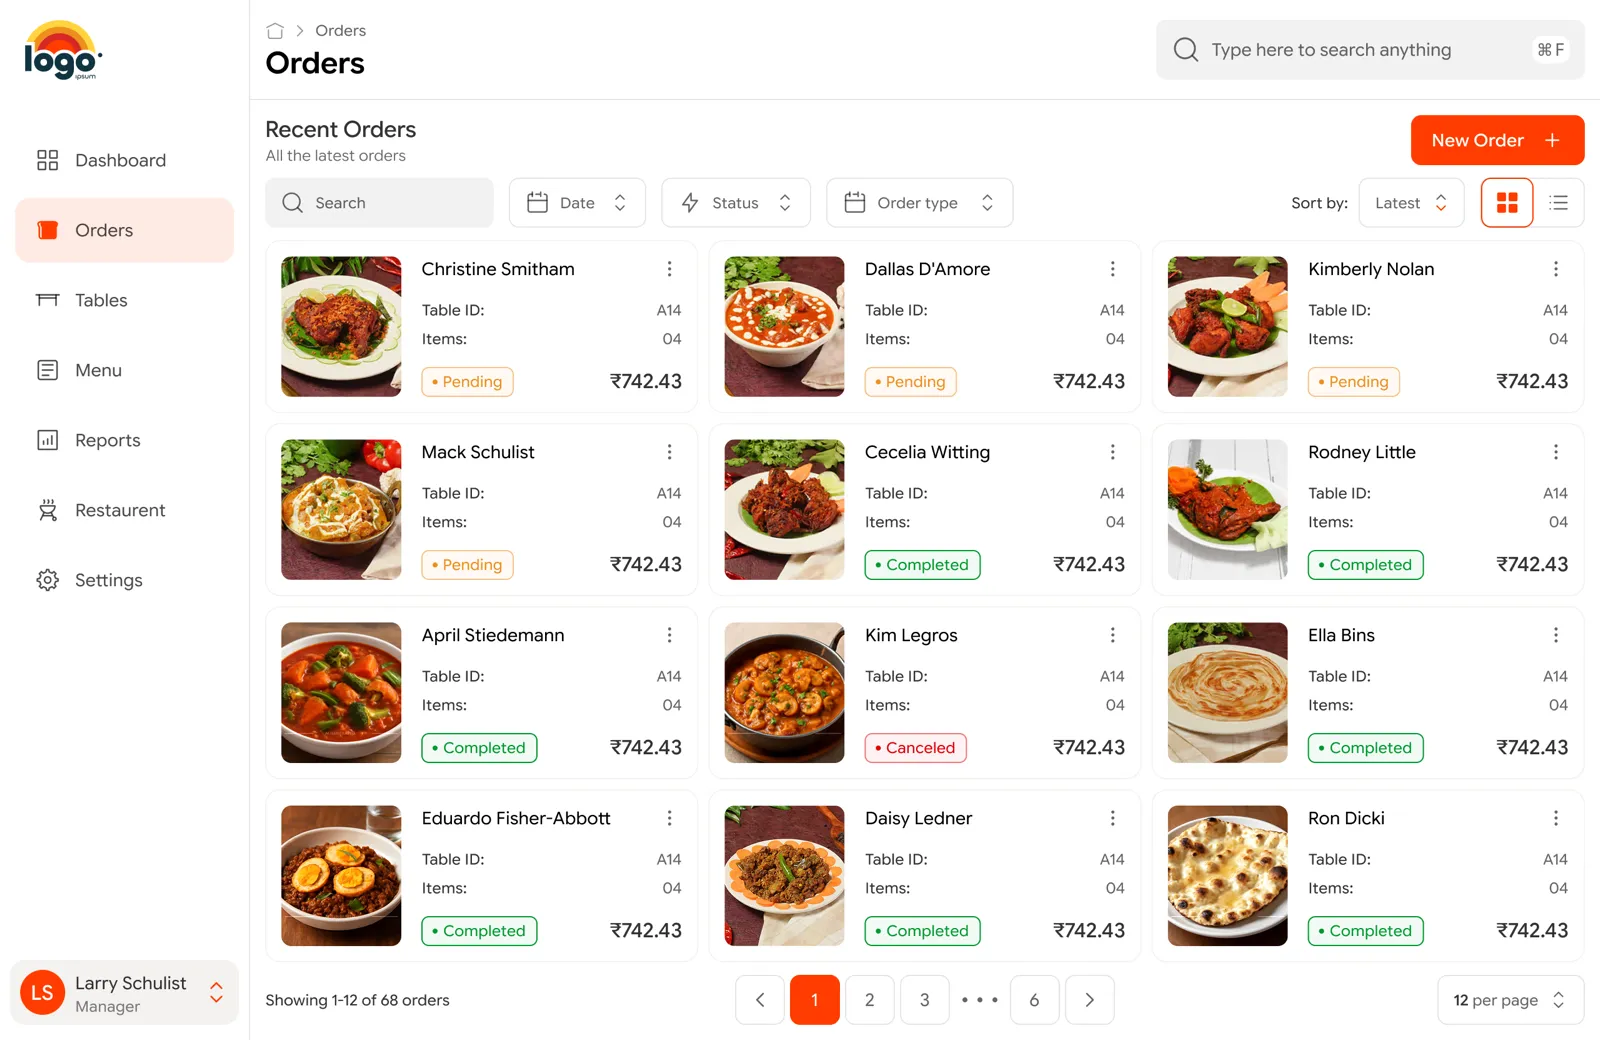 logo
ipsum
Dashboard
Orders
Tables
Menu
Reports
Restaurent
Settings
LS
Larry Schulist
Manager
Orders
Orders
Type here to search anything
⌘ F
Recent Orders
All the latest orders
New Order +
Search
Date
Status
Order type
Sort by:
Latest
Christine Smitham
Table ID: A14
Items: 04
• Pending ₹742.43
Dallas D'Amore
Table ID: A14
Items: 04
• Pending ₹742.43
Kimberly Nolan
Table ID: A14
Items: 04
• Pending ₹742.43
Mack Schulist
Table ID: A14
Items: 04
• Pending ₹742.43
Cecelia Witting
Table ID: A14
Items: 04
• Completed ₹742.43
Rodney Little
Table ID: A14
Items: 04
• Completed ₹742.43
April Stiedemann
Table ID: A14
Items: 04
• Completed ₹742.43
Kim Legros
Table ID: A14
Items: 04
• Canceled ₹742.43
Ella Bins
Table ID: A14
Items: 04
• Completed ₹742.43
Eduardo Fisher-Abbott
Table ID: A14
Items: 04
• Completed ₹742.43
Daisy Ledner
Table ID: A14
Items: 04
• Completed ₹742.43
Ron Dicki
Table ID: A14
Items: 04
• Completed ₹742.43
Showing 1-12 of 68 orders
1 2 3 • • • 6
12 per page